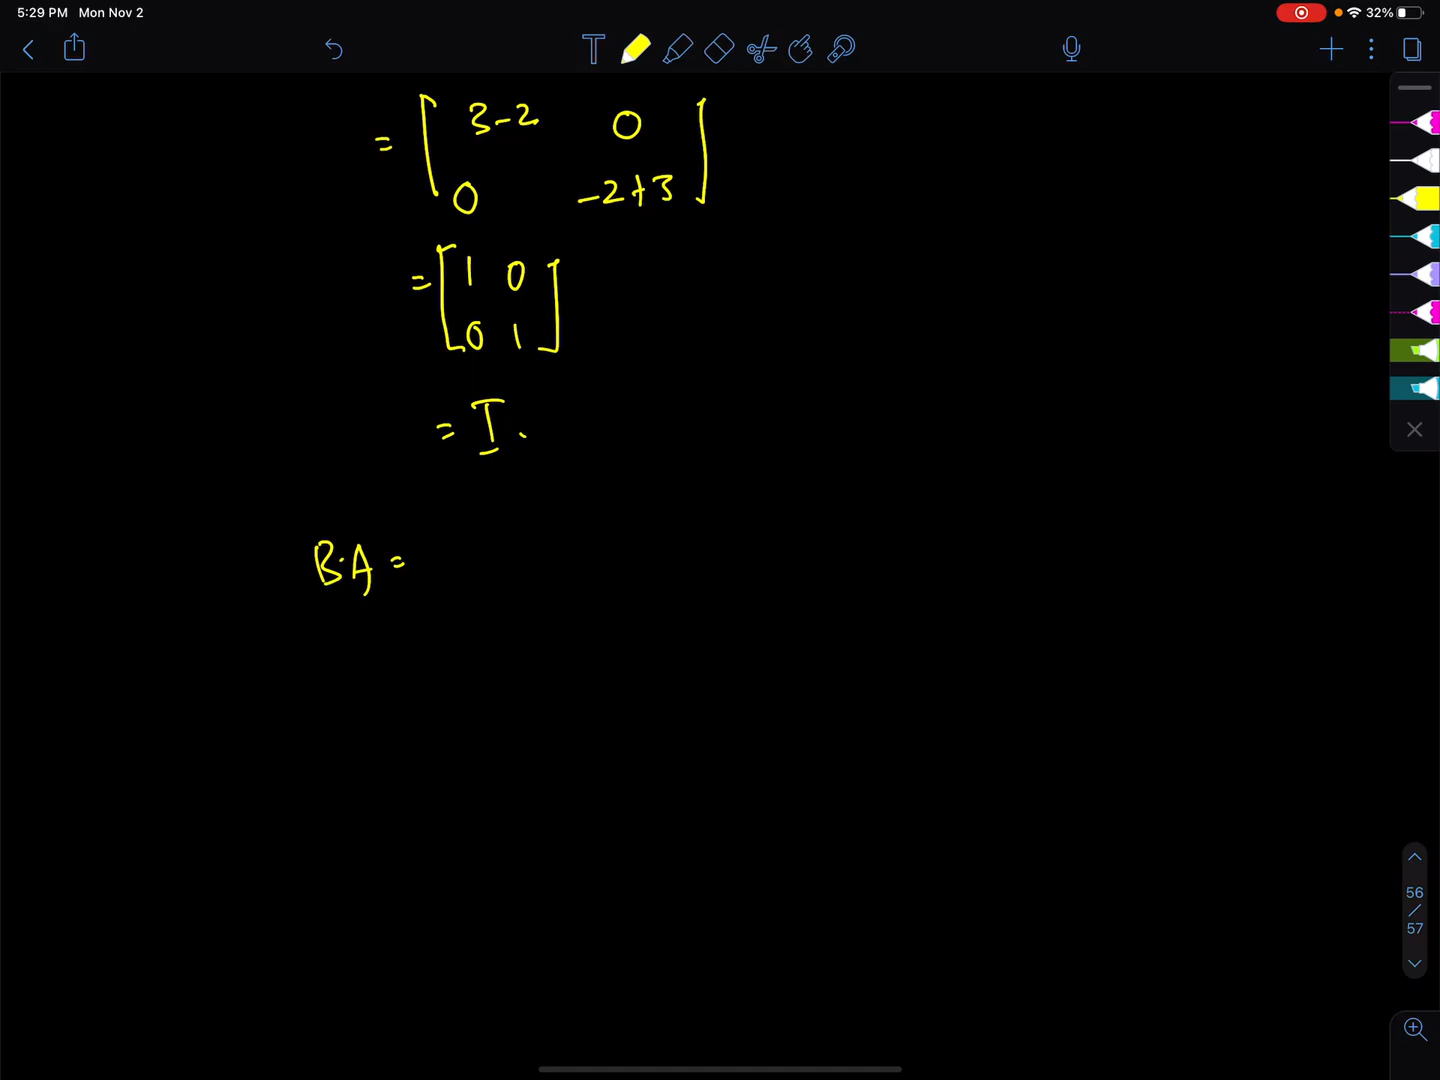 5:29 PM Mon Nov 2
32%
T
= [ 3-2 0
0 -2+3 ]
= [ 1 0
0 1 ]
= I.
B·A =
56
/
57